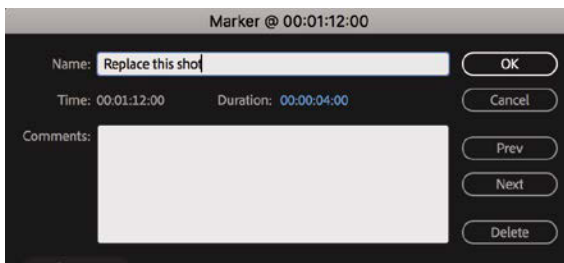 Marker @ 00:01:12:00
Name: Replace this shot
OK
Time: 00:01:12:00 Duration: 00:00:04:00
Cancel
Comments:
Prev
Next
Delete